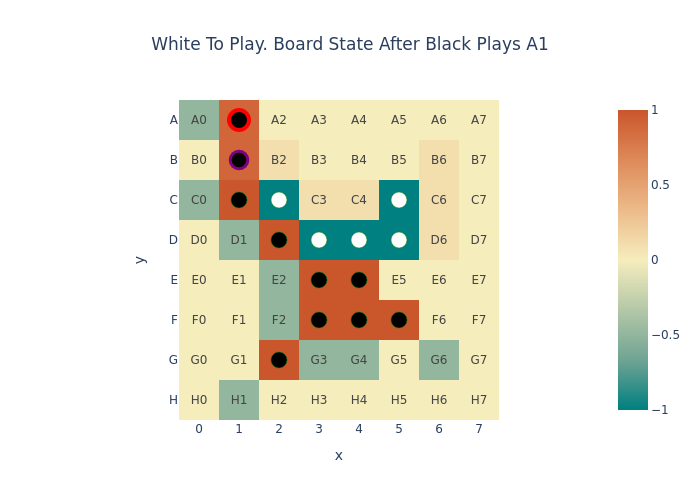 White To Play. Board State After Black Plays A1
A A0 A2 A3 A4 A5 A6 A7
B B0 B2 B3 B4 B5 B6 B7
C C0 C3 C4 C6 C7
D D0 D1 D6 D7
E E0 E1 E2 E5 E6 E7
F F0 F1 F2 F6 F7
G G0 G1 G3 G4 G5 G6 G7
H H0 H1 H2 H3 H4 H5 H6 H7
0 1 2 3 4 5 6 7
x
y
1
0.5
0
−0.5
−1